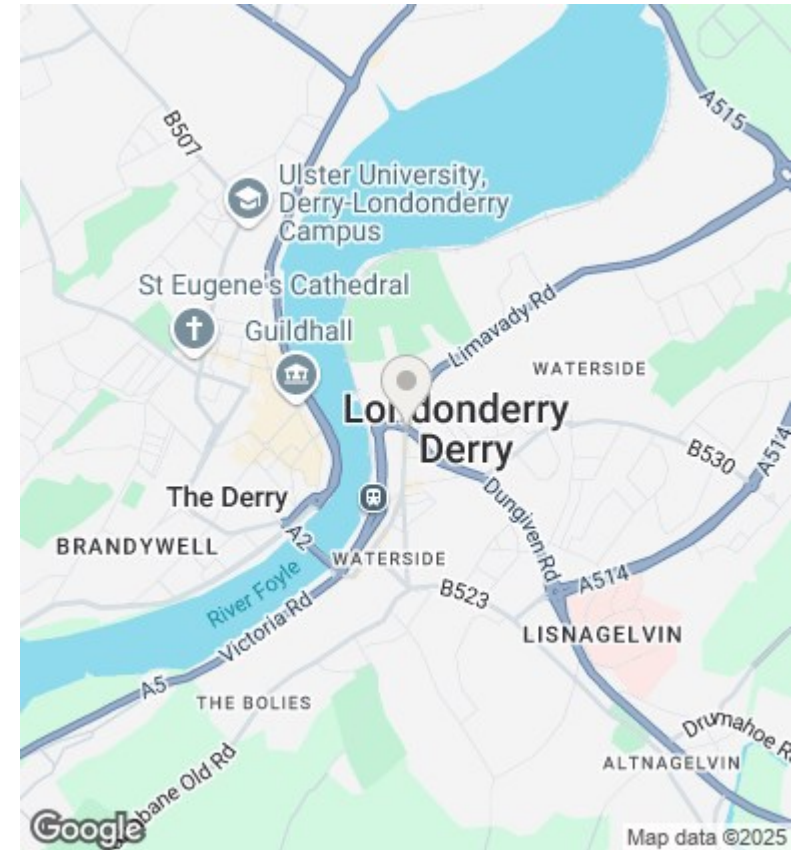 A515
B507
Ulster University,
Derry-Londonderry
Campus
St Eugene's Cathedral
Guildhall
Limavady Rd
WATERSIDE
Londonderry
Derry
B530
A514
The Derry
Dungiven Rd
BRANDYWELL
A2
WATERSIDE
River Foyle
B523
A514
Victoria Rd
LISNAGELVIN
A5
THE BOLIES
Drumahoe
Old Rd
ALTNAGELVIN
Google
Map data ©2025